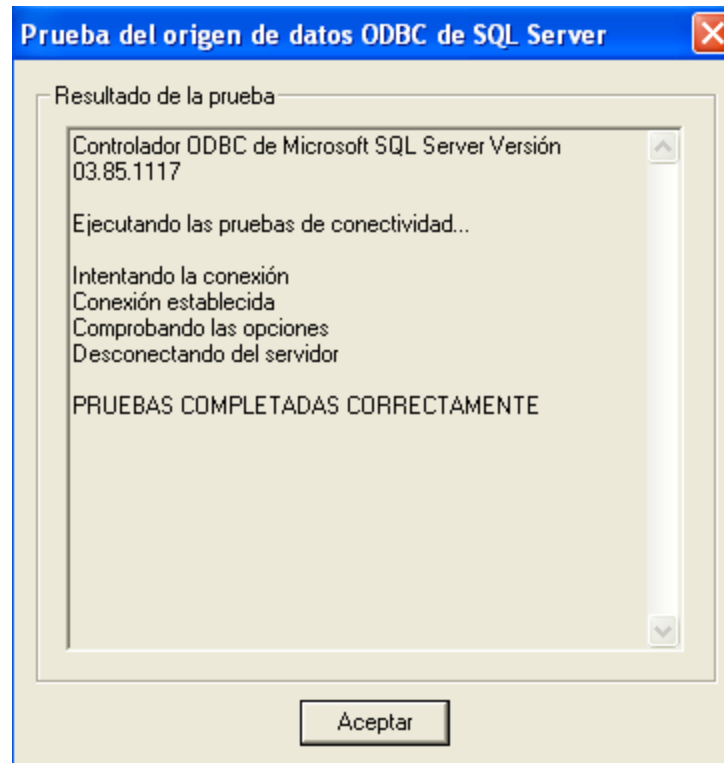 Prueba del origen de datos ODBC de SQL Server
Resultado de la prueba
Controlador ODBC de Microsoft SQL Server Versión
03.85.1117
Ejecutando las pruebas de conectividad...
Intentando la conexión
Conexión establecida
Comprobando las opciones
Desconectando del servidor
PRUEBAS COMPLETADAS CORRECTAMENTE
Aceptar